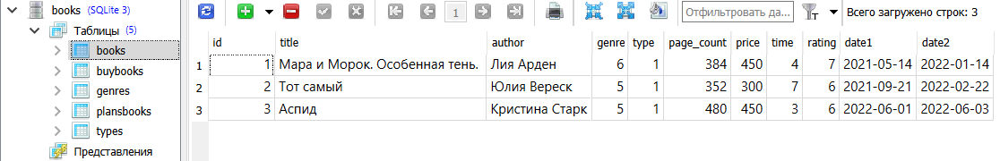 books (SQLite 3)
Таблицы (5)
books
buybooks
genres
plansbooks
types
Представления
1 Отфильтровать да... T Всего загружено строк: 3
id title author genre type page_count price time rating date1 date2
1 1 Мара и Морок. Особенная тень. Лия Арден 6 1 384 450 4 7 2021-05-14 2022-01-14
2 2 Тот самый Юлия Вереск 5 1 352 300 7 6 2021-09-21 2022-02-22
3 3 Аспид Кристина Старк 5 1 480 450 3 6 2022-06-01 2022-06-03